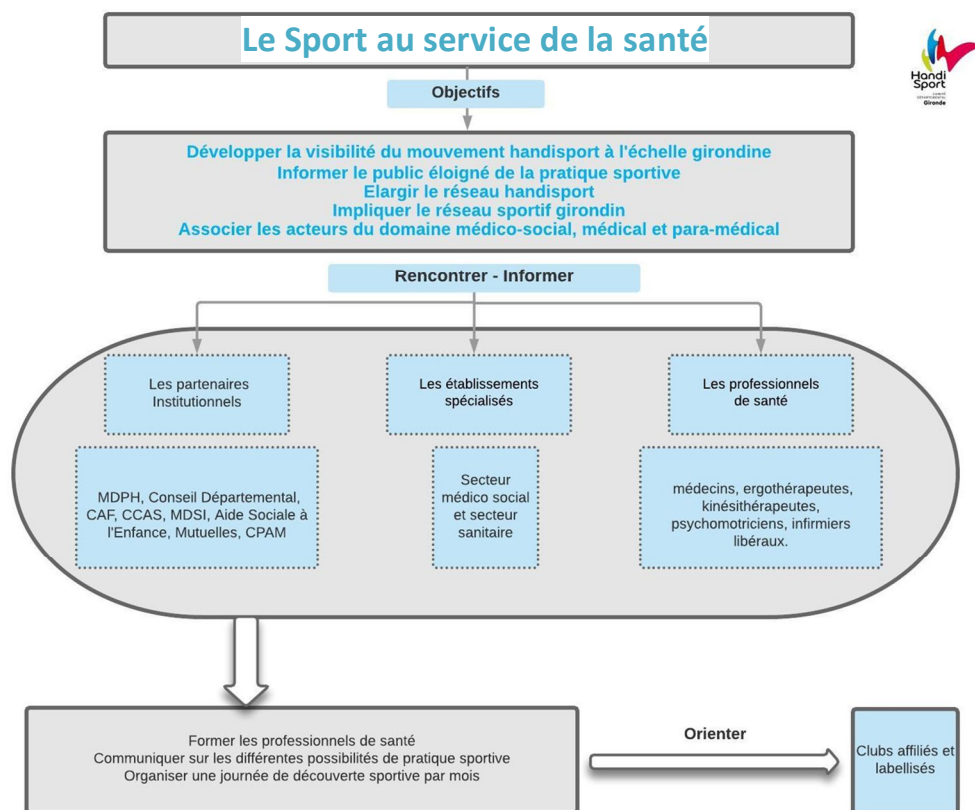 Le Sport au service de la santé
Handi
Sport
COMITÉ
DÉPARTEMENTAL
Gironde
Objectifs
Développer la visibilité du mouvement handisport à l'échelle girondine
Informer le public éloigné de la pratique sportive
Elargir le réseau handisport
Impliquer le réseau sportif girondin
Associer les acteurs du domaine médico-social, médical et para-médical
Rencontrer - Informer
Les partenaires
Institutionnels
Les établissements
spécialisés
Les professionnels
de santé
MDPH, Conseil Départemental,
CAF, CCAS, MDSI, Aide Sociale à
l'Enfance, Mutuelles, CPAM
Secteur
médico social
et secteur
sanitaire
médecins, ergothérapeutes,
kinésithérapeutes,
psychomotriciens, infirmiers
libéraux.
Former les professionnels de santé
Communiquer sur les différentes possibilités de pratique sportive
Organiser une journée de découverte sportive par mois
Orienter
Clubs affiliés et
labellisés